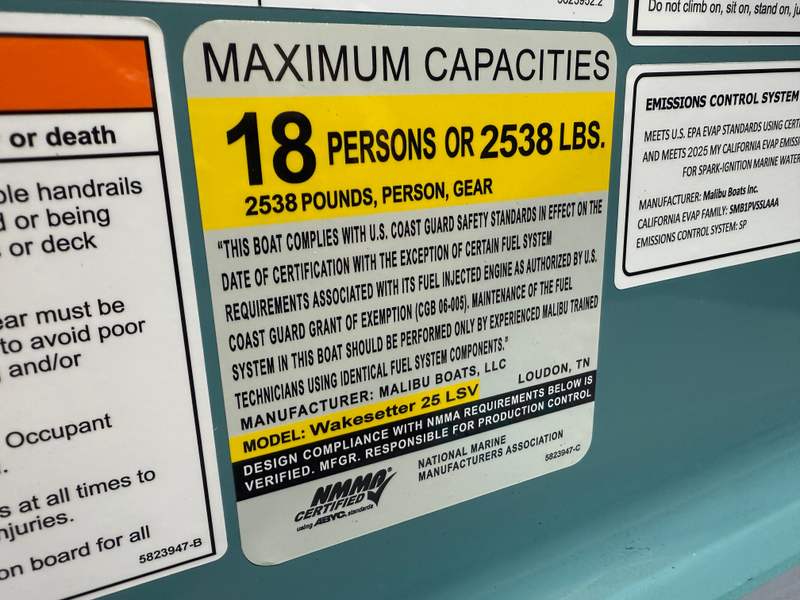 or death
handrails
or being
or deck
must be
to avoid poor
and/or
Occupant
at all times to
on board for all
5823947-B
MAXIMUM CAPACITIES
18 PERSONS OR 2538 LBS.
2538 POUNDS, PERSON, GEAR
"THIS BOAT COMPLIES WITH U.S. COAST GUARD SAFETY STANDARDS IN EFFECT ON THE
DATE OF CERTIFICATION WITH THE EXCEPTION OF CERTAIN FUEL SYSTEM
REQUIREMENTS ASSOCIATED WITH ITS FUEL INJECTED ENGINE AS AUTHORIZED BY U.S.
COAST GUARD GRANT OF EXEMPTION (CGB 06-005). MAINTENANCE OF THE FUEL
SYSTEM IN THIS BOAT SHOULD BE PERFORMED ONLY BY EXPERIENCED MALIBU TRAINED
TECHNICIANS USING IDENTICAL FUEL SYSTEM COMPONENTS."
MANUFACTURER: MALIBU BOATS, LLC LOUDON, TN
MODEL: Wakesetter 25 LSV
DESIGN COMPLIANCE WITH NMMA REQUIREMENTS BELOW IS
VERIFIED. MFGR. RESPONSIBLE FOR PRODUCTION CONTROL
NMMA
CERTIFIED
using ABYC standards
NATIONAL MARINE
MANUFACTURERS ASSOCIATION
5823947-C
Do not climb on, sit on, stand on,
EMISSIONS CONTROL SYSTEM
MEETS U.S. EPA EVAP STANDARDS USING
AND MEETS 2025 MY CALIFORNIA EVAP
FOR SPARK-IGNITION MARINE
MANUFACTURER: Malibu Boats Inc.
CALIFORNIA EVAP FAMILY: SMB1PVSSLAAA
EMISSIONS CONTROL SYSTEM: SP